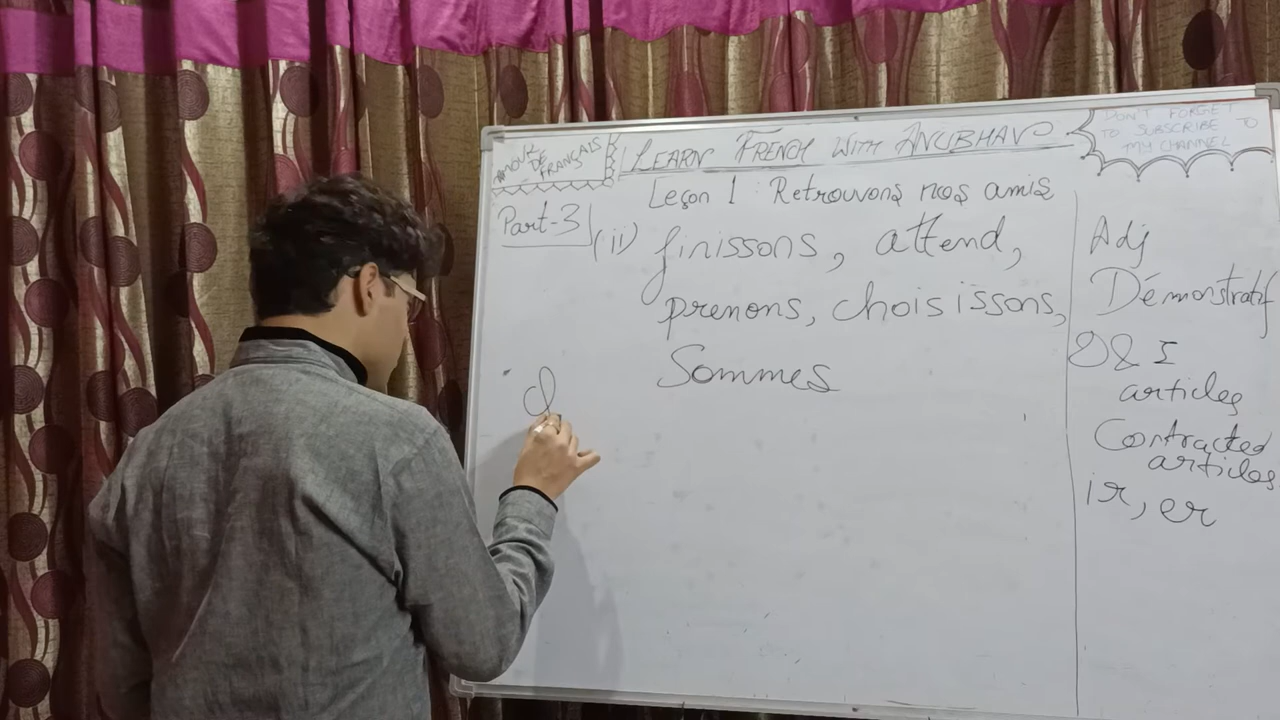 AMOUR
DE
FRANÇAIS
LEARN FRENCH WITH ANUBHAV
DON'T FORGET
TO SUBSCRIBE TO
MY CHANNEL
Leçon 1 : Retrouvons nos amis
Part-3
(ii) finissons, attend,
prenons, choisissons,
Sommes
Adj
Démonstratif
D & I
articles
Contracted
articles
ir, er